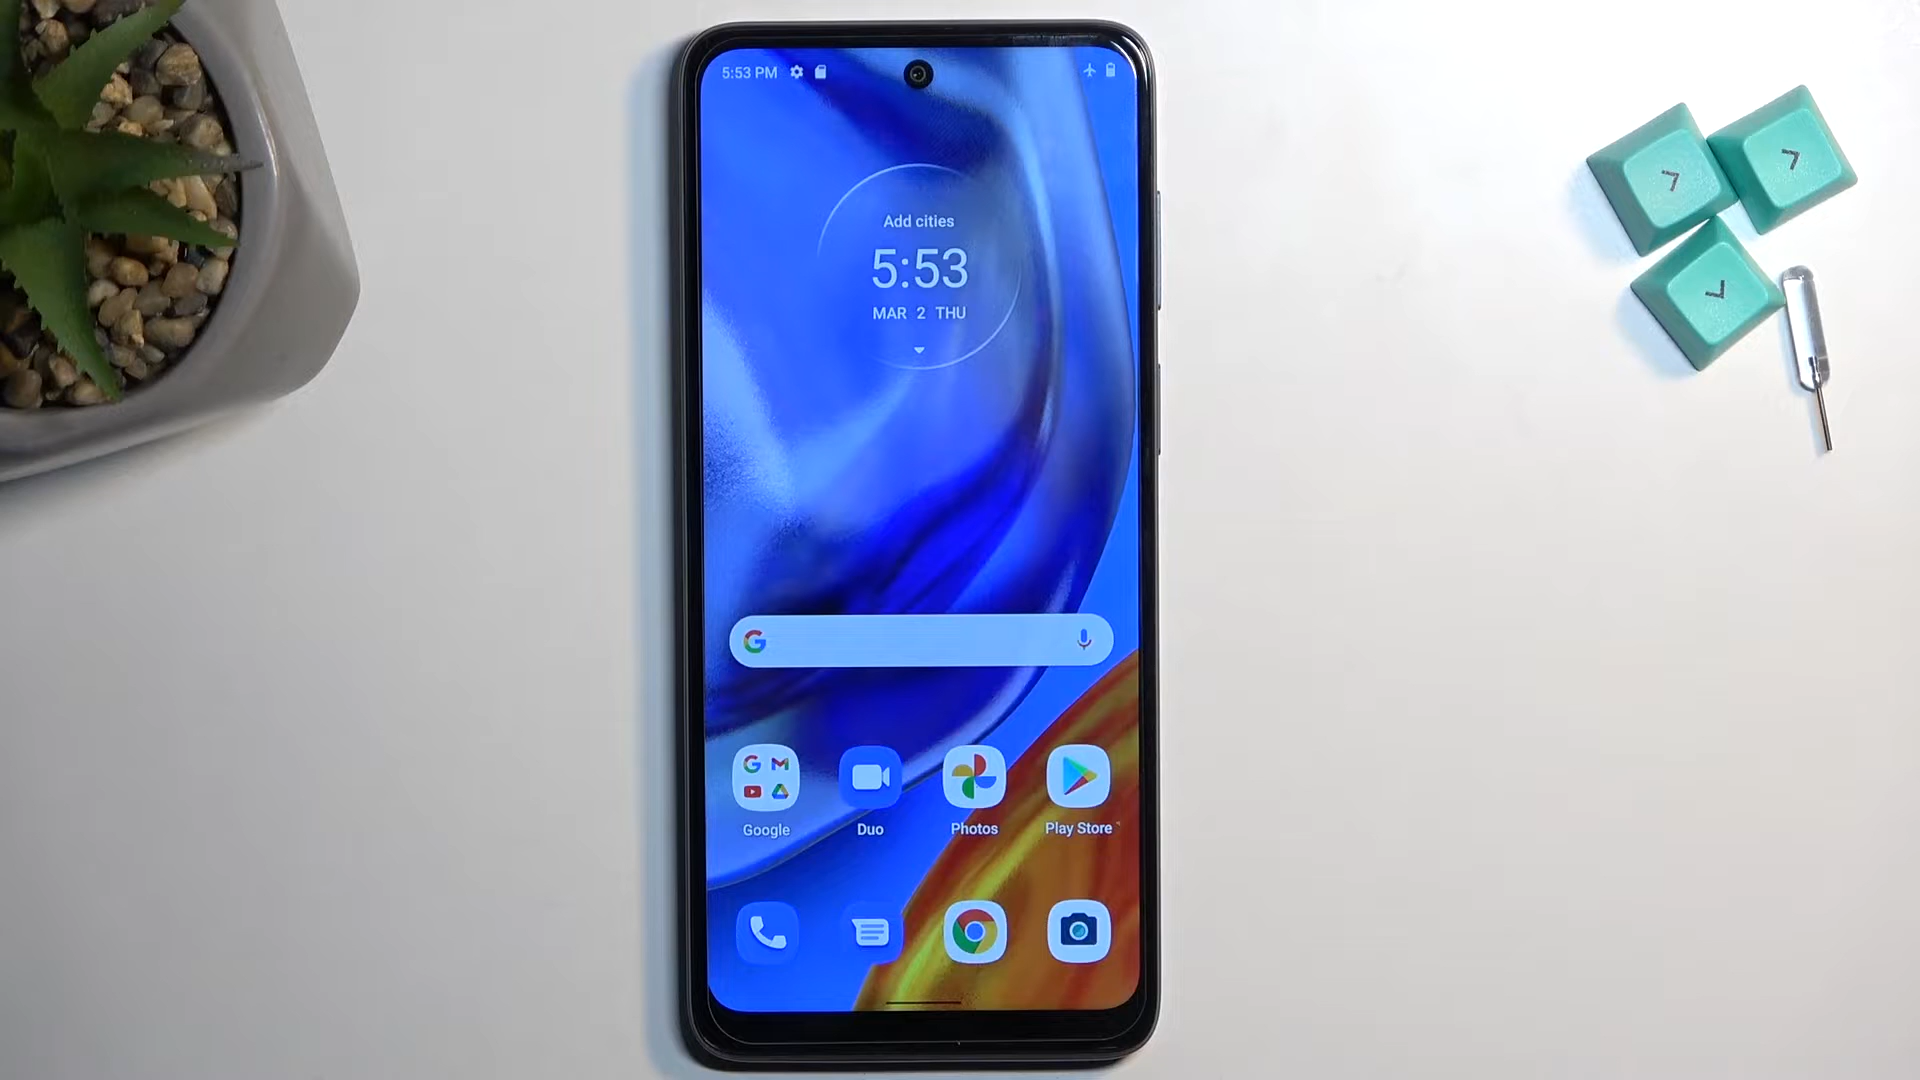 5:53 PM
Add cities
5:53
MAR 2 THU
Google
Duo
Photos
Play Store